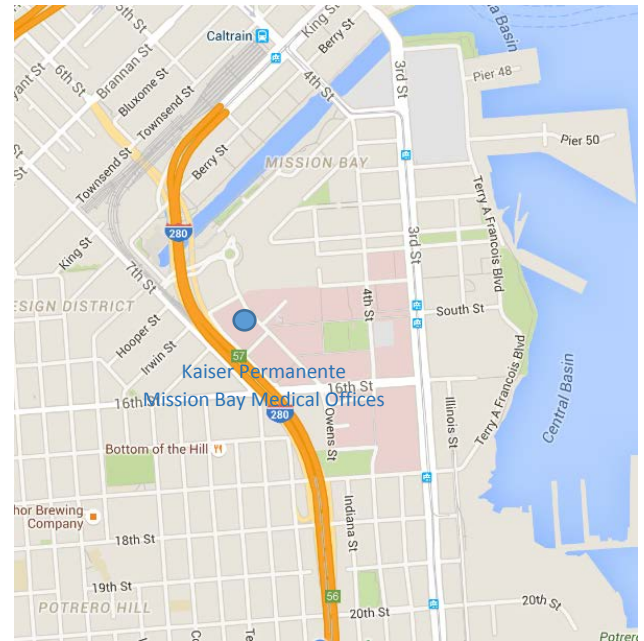 King St
Berry St
Caltrain
a Basin
Brannan St
6th St
yant St
Bluxome St
Townsend St
4th St
3rd St
Pier 48
Pier 50
MISSION BAY
Berry St
Townsend St
Terry A Francois Blvd
280
King St
7th St
3rd St
4th St
South St
ESIGN DISTRICT
Hooper St
Irwin St
57
Kaiser Permanente
Mission Bay Medical Offices
16th St
16th St
280
Owens St
Illinois St
Terry A Francois Blvd
Central Basin
Bottom of the Hill
hor Brewing
Company
Indiana St
18th St
19th St
56
POTRERO HILL
20th St
20th St
Potrero